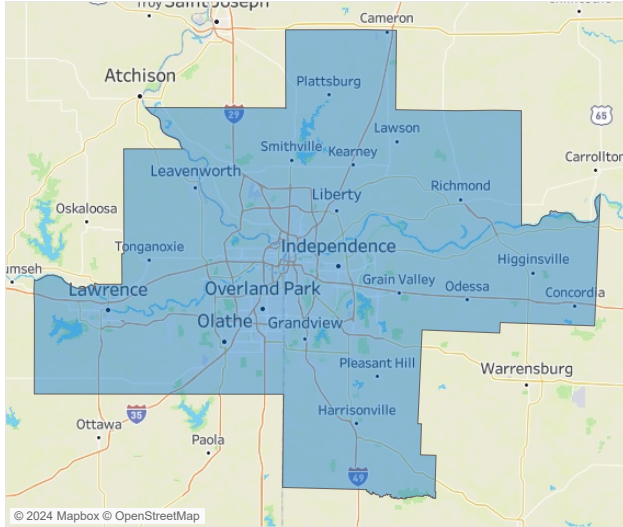 Troy Saint Joseph
Cameron
Atchison
Plattsburg
29
65
Lawson
Smithville
Kearney
Carrollton
Leavenworth
Richmond
Liberty
Oskaloosa
Tonganoxie
Independence
Higginsville
umseh
Lawrence
Overland Park
Grain Valley
Odessa
Concordia
Olathe
Grandview
Pleasant Hill
Warrensburg
35
Harrisonville
Ottawa
Paola
49
© 2024 Mapbox © OpenStreetMap